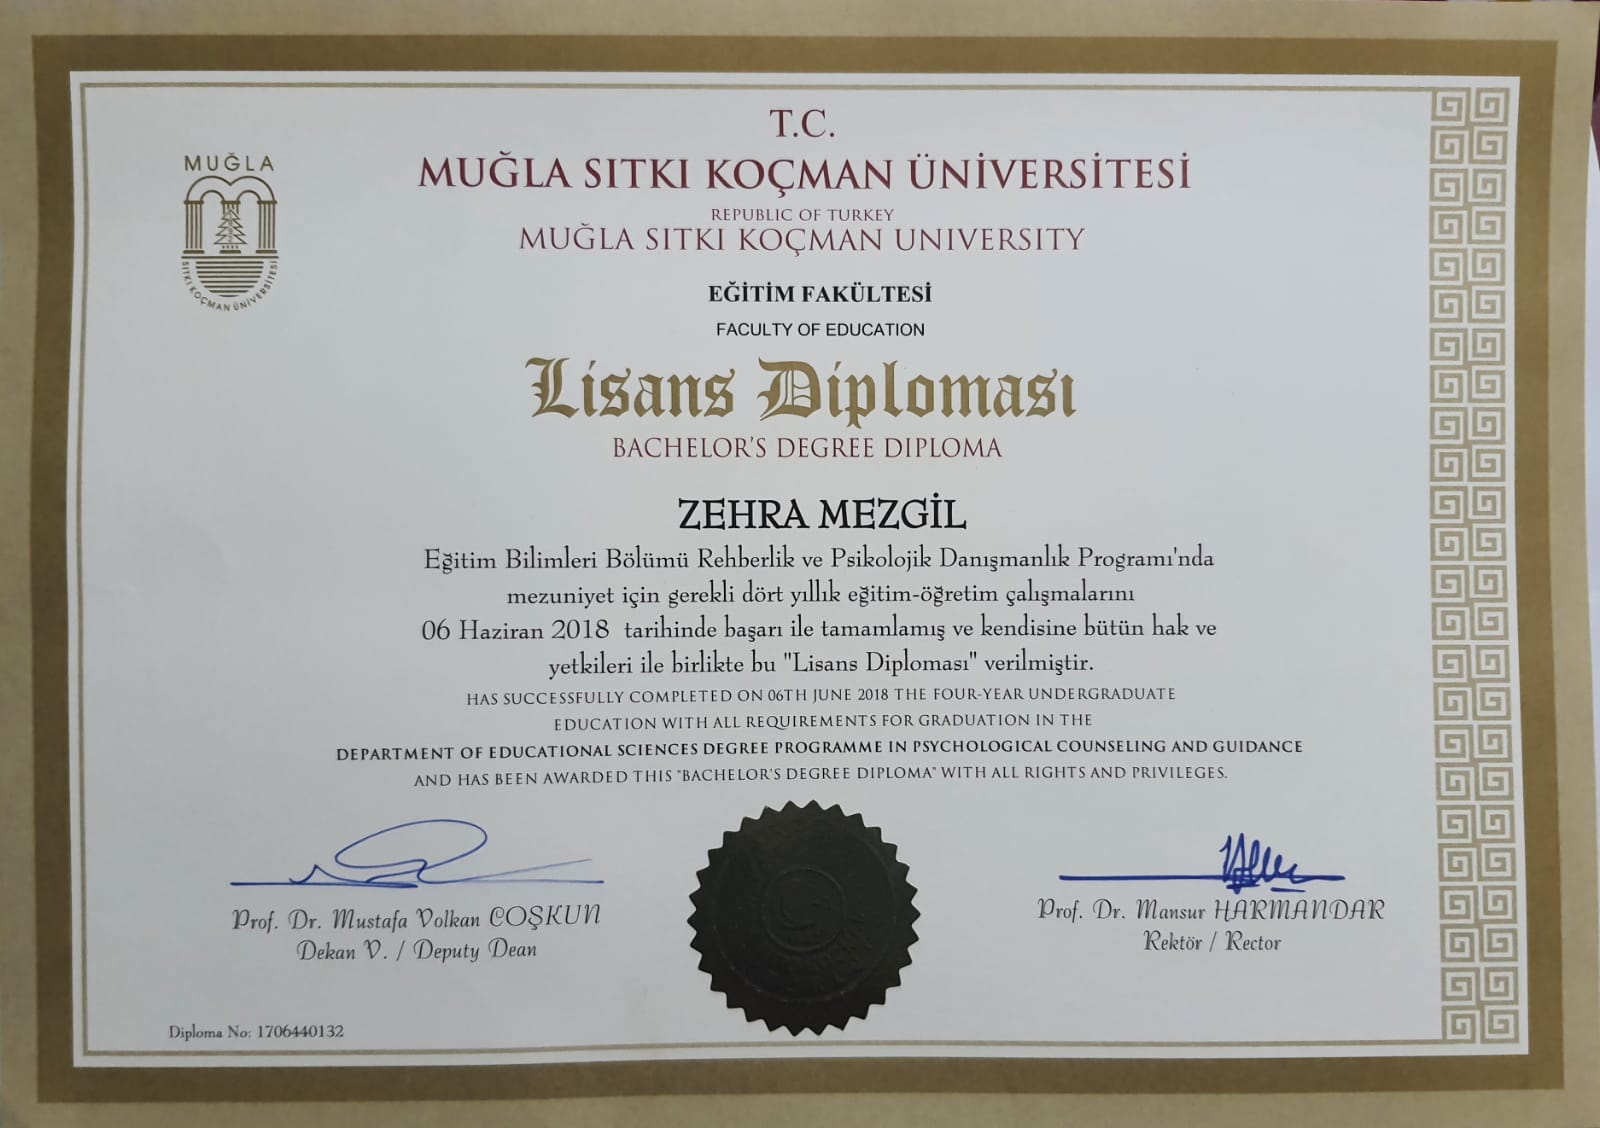 MUĞLA
SITKI KOÇMAN ÜNİVERSİTESİ
T.C.
MUĞLA SITKI KOÇMAN ÜNİVERSİTESİ
REPUBLIC OF TURKEY
MUĞLA SITKI KOÇMAN UNIVERSITY
EĞİTİM FAKÜLTESİ
FACULTY OF EDUCATION
Lisans Diploması
BACHELOR'S DEGREE DIPLOMA
ZEHRA MEZGİL
Eğitim Bilimleri Bölümü Rehberlik ve Psikolojik Danışmanlık Programı'nda
mezuniyet için gerekli dört yıllık eğitim-öğretim çalışmalarını
06 Haziran 2018 tarihinde başarı ile tamamlamış ve kendisine bütün hak ve
yetkileri ile birlikte bu "Lisans Diploması" verilmiştir.
HAS SUCCESSFULLY COMPLETED ON 06TH JUNE 2018 THE FOUR-YEAR UNDERGRADUATE
EDUCATION WITH ALL REQUIREMENTS FOR GRADUATION IN THE
DEPARTMENT OF EDUCATIONAL SCIENCES DEGREE PROGRAMME IN PSYCHOLOGICAL COUNSELING AND GUIDANCE
AND HAS BEEN AWARDED THIS "BACHELOR'S DEGREE DIPLOMA" WITH ALL RIGHTS AND PRIVILEGES.
Prof. Dr. Mustafa Volkan COŞKUN
Dekan V. / Deputy Dean
Prof. Dr. Mansur HARMANDAR
Rektör / Rector
Diploma No: 1706440132